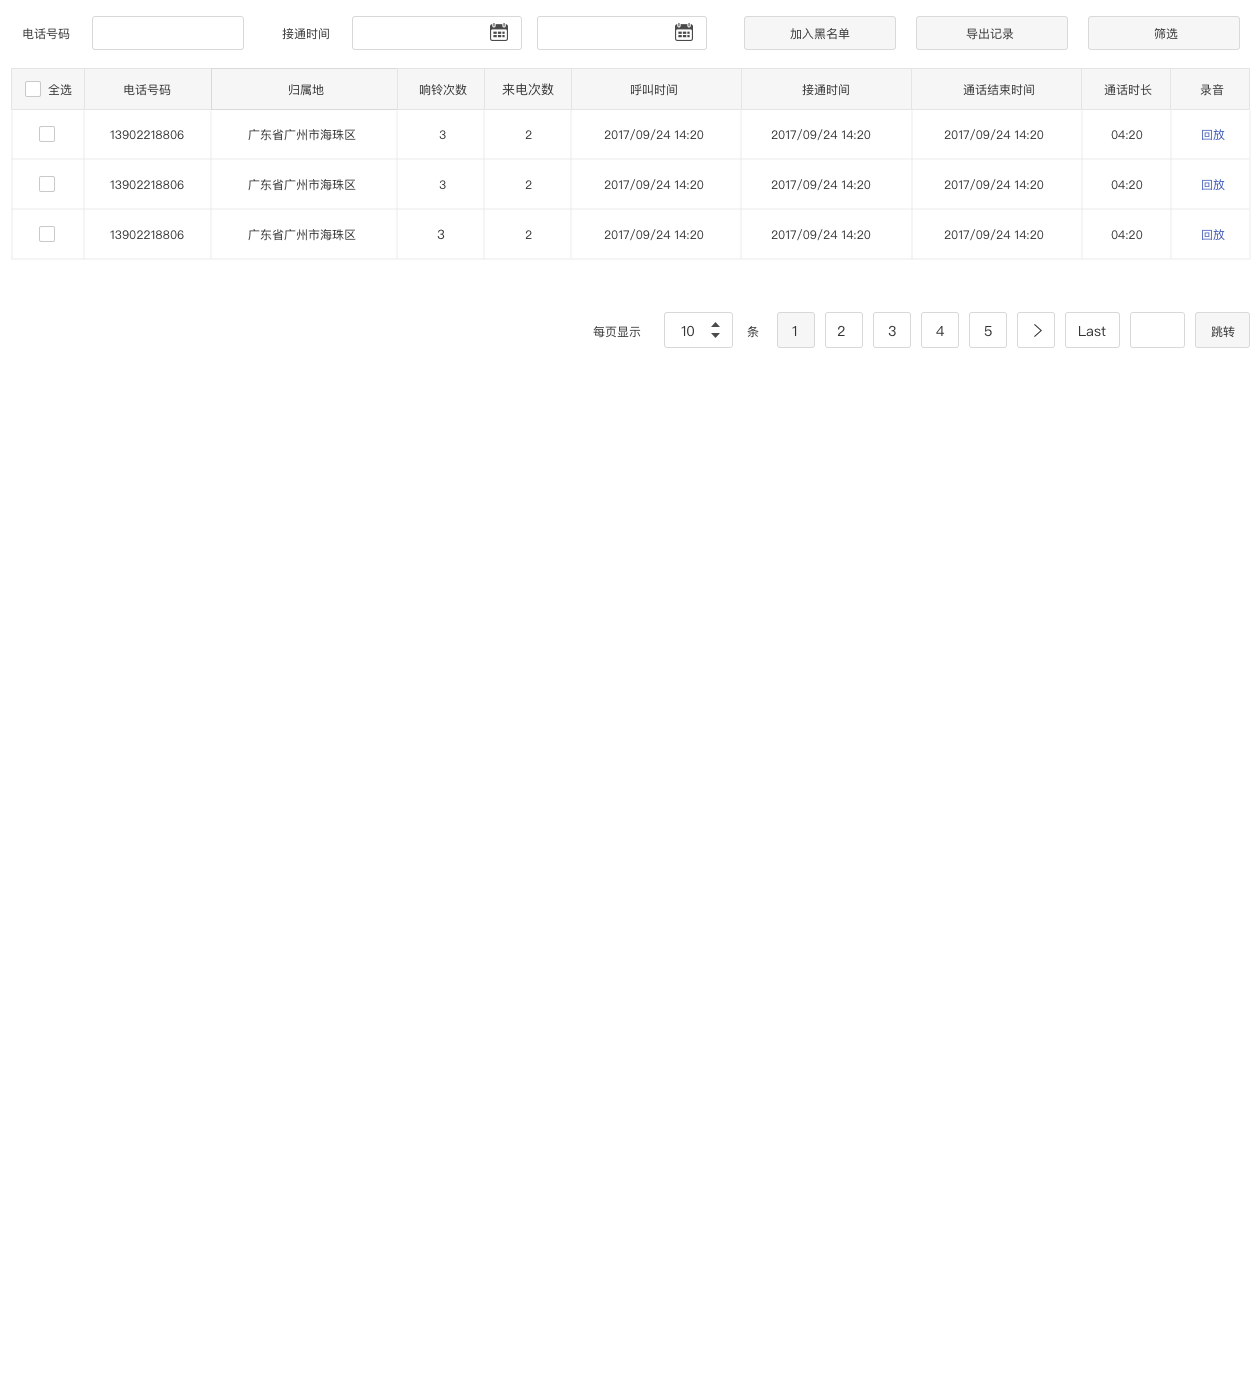 电话号码 接通时间 加入黑名单 导出记录 筛选
全选 电话号码 归属地 响铃次数 来电次数 呼叫时间 接通时间 通话结束时间 通话时长 录音
13902218806 广东省广州市海珠区 3 2 2017/09/24 14:20 2017/09/24 14:20 2017/09/24 14:20 04:20 回放
13902218806 广东省广州市海珠区 3 2 2017/09/24 14:20 2017/09/24 14:20 2017/09/24 14:20 04:20 回放
13902218806 广东省广州市海珠区 3 2 2017/09/24 14:20 2017/09/24 14:20 2017/09/24 14:20 04:20 回放
每页显示 10 条 1 2 3 4 5 Last 跳转